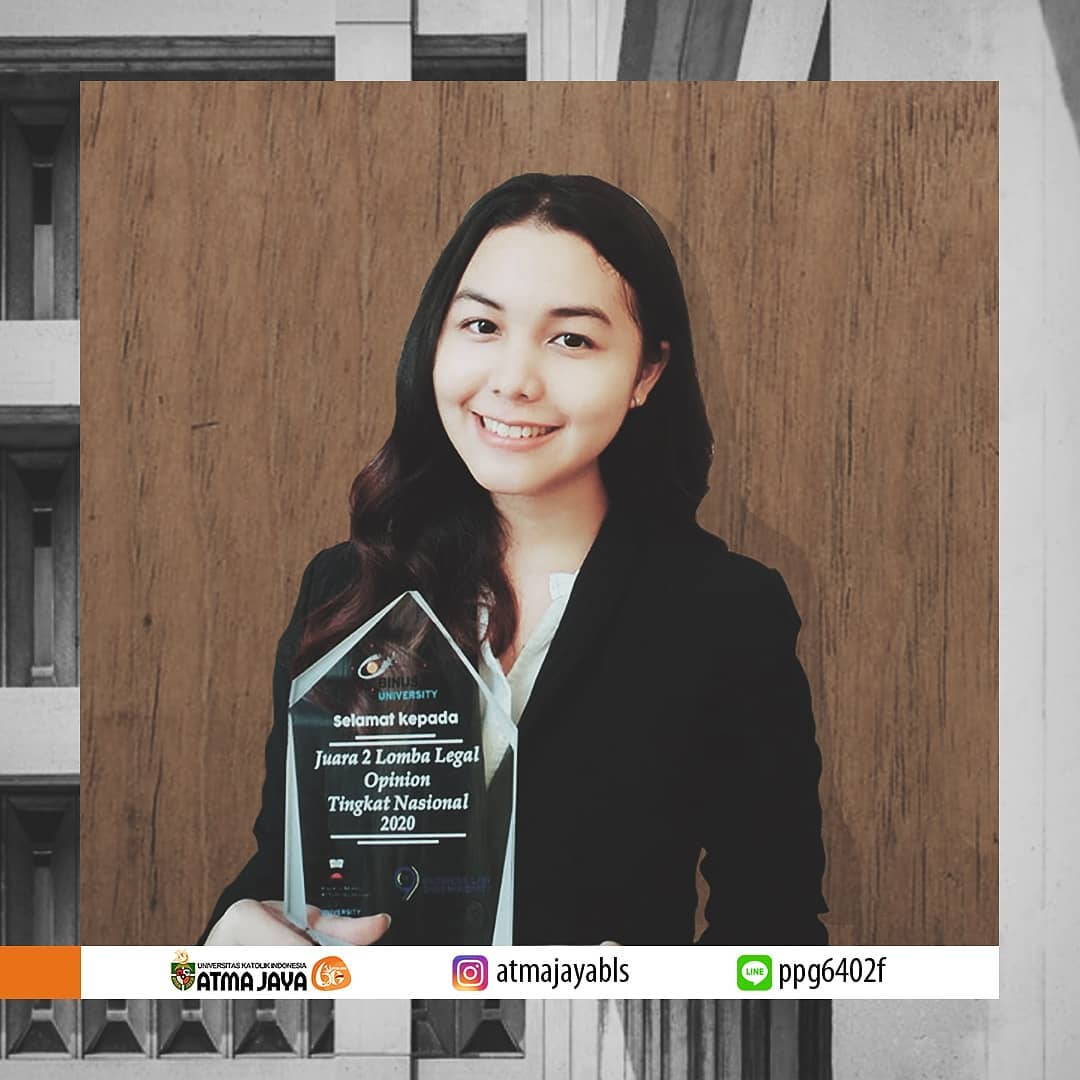 BINUS
UNIVERSITY
Selamat kepada
Juara 2 Lomba Legal
Opinion
Tingkat Nasional
2020
UNIVERSITY
UNIVERSITAS KATOLIK INDONESIA
ATMA JAYA
atmajayabls
LINE
ppg6402f